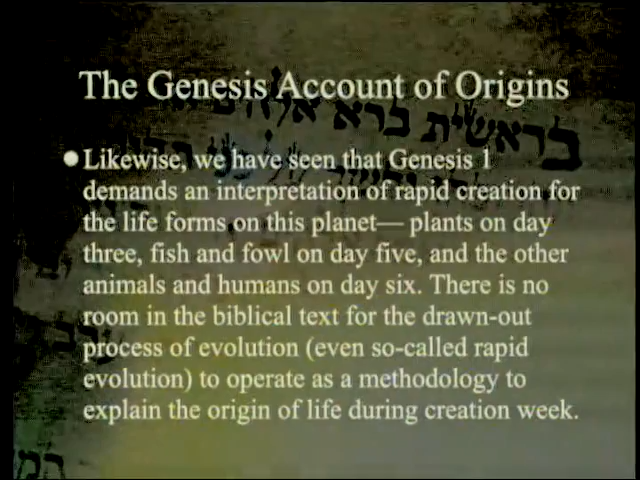 The Genesis Account of Origins
בראשית ברא אלהים
● Likewise, we have seen that Genesis 1
demands an interpretation of rapid creation for
the life forms on this planet— plants on day
three, fish and fowl on day five, and the other
animals and humans on day six. There is no
room in the biblical text for the drawn-out
process of evolution (even so-called rapid
evolution) to operate as a methodology to
explain the origin of life during creation week.